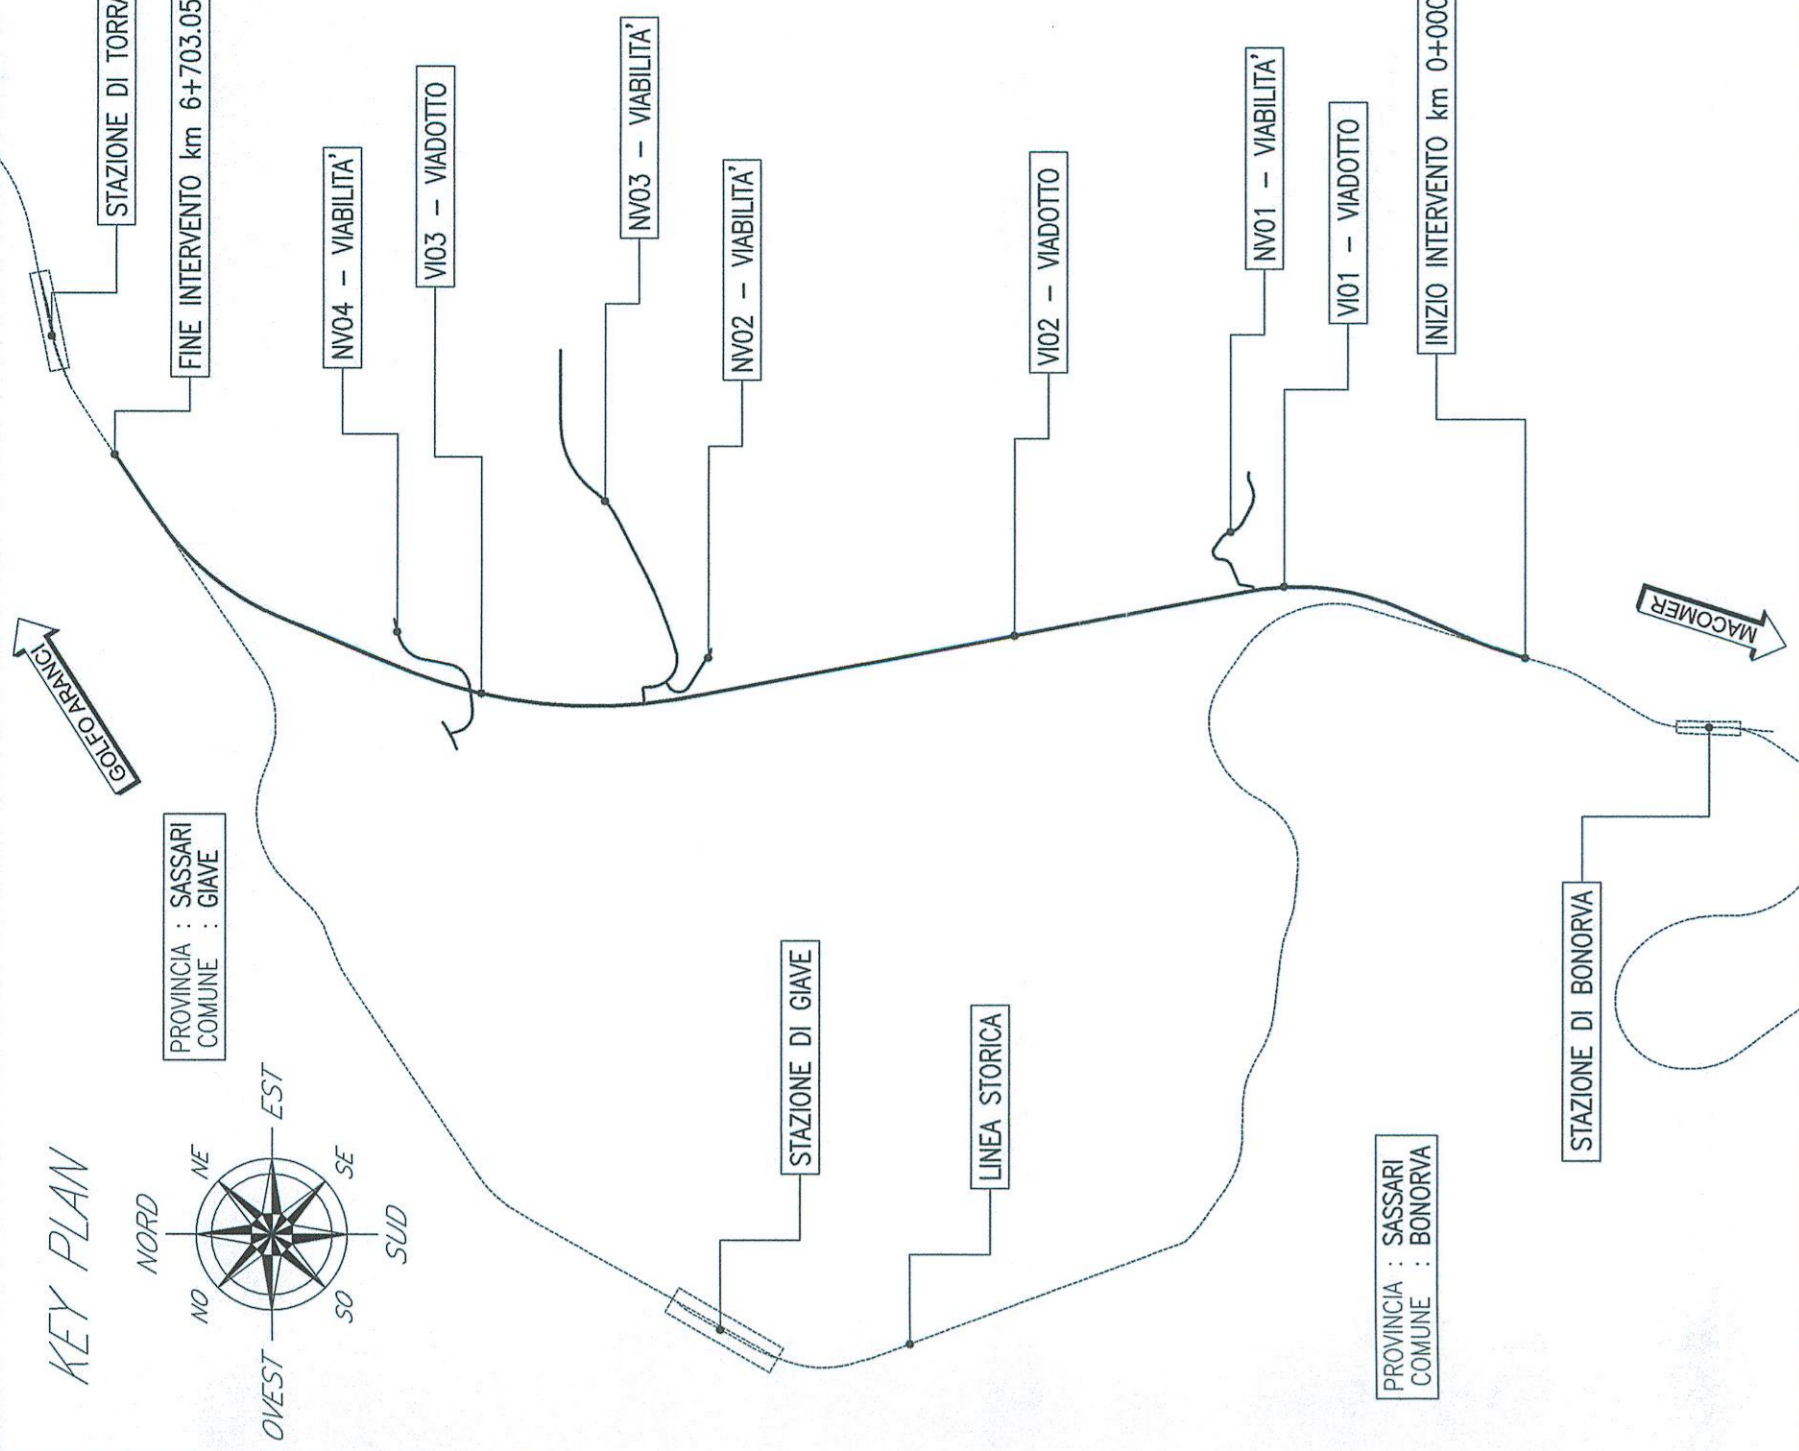 KEY PLAN
NORD
NO
NE
OVEST
EST
SO
SE
SUD
PROVINCIA : SASSARI
COMUNE : GIAVE
GOLFO ARANCI
STAZIONE DI
FINE INTERVENTO km 6+703.05
NV04 - VIABILITA'
VI03 - VIADOTTO
NV03 - VIABILITA'
NV02 - VIABILITA'
STAZIONE DI GIAVE
LINEA STORICA
VI02 - VIADOTTO
NV01 - VIABILITA'
VI01 - VIADOTTO
INIZIO INTERVENTO km 0+000
PROVINCIA : SASSARI
COMUNE : BONORVA
STAZIONE DI BONORVA
MACOMER